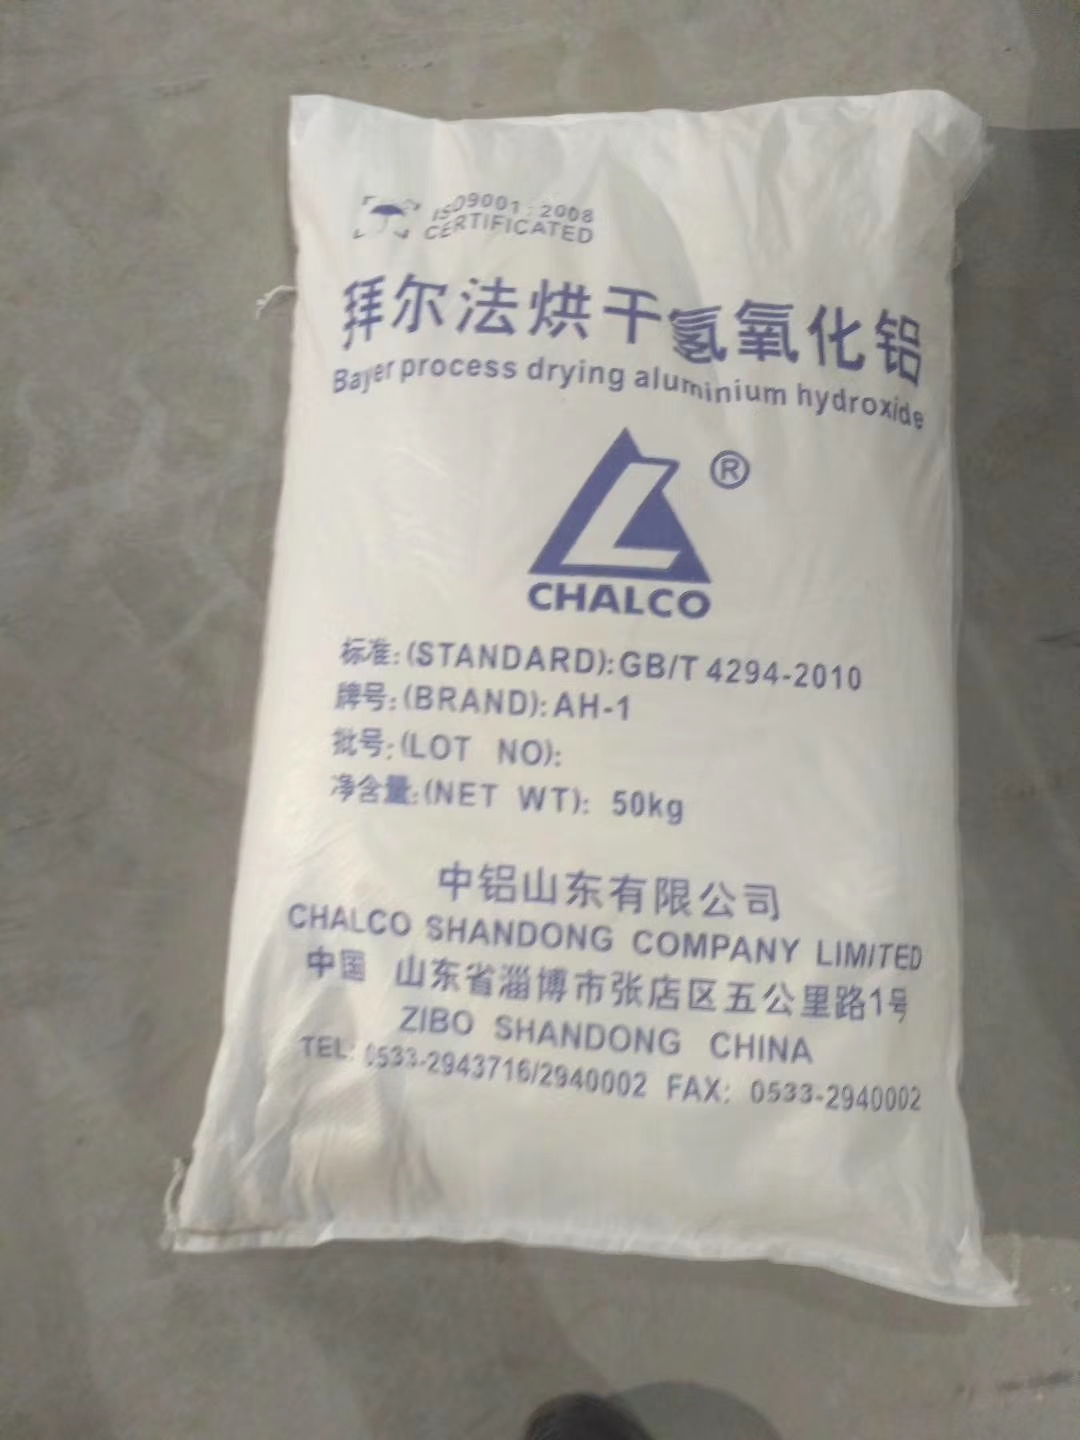 ISO9001:2008
CERTIFICATED
拜尔法烘干氢氧化铝
Bayer process drying aluminium hydroxide
®
CHALCO
标准:(STANDARD):GB/T 4294-2010
牌号:(BRAND):AH-1
批号:(LOT NO):
净含量:(NET WT): 50kg
中铝山东有限公司
CHALCO SHANDONG COMPANY LIMITED
中国 山东省淄博市张店区五公里路1号
ZIBO SHANDONG CHINA
TEL: 0533-2943716/2940002 FAX: 0533-2940002